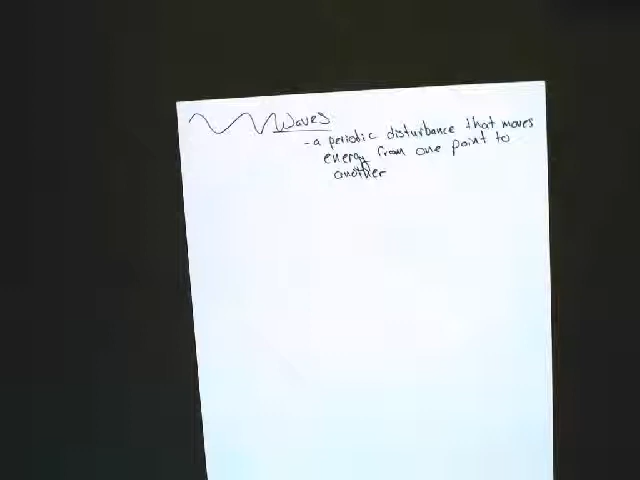 Waves
- a periodic disturbance that moves
energy from one point to
another